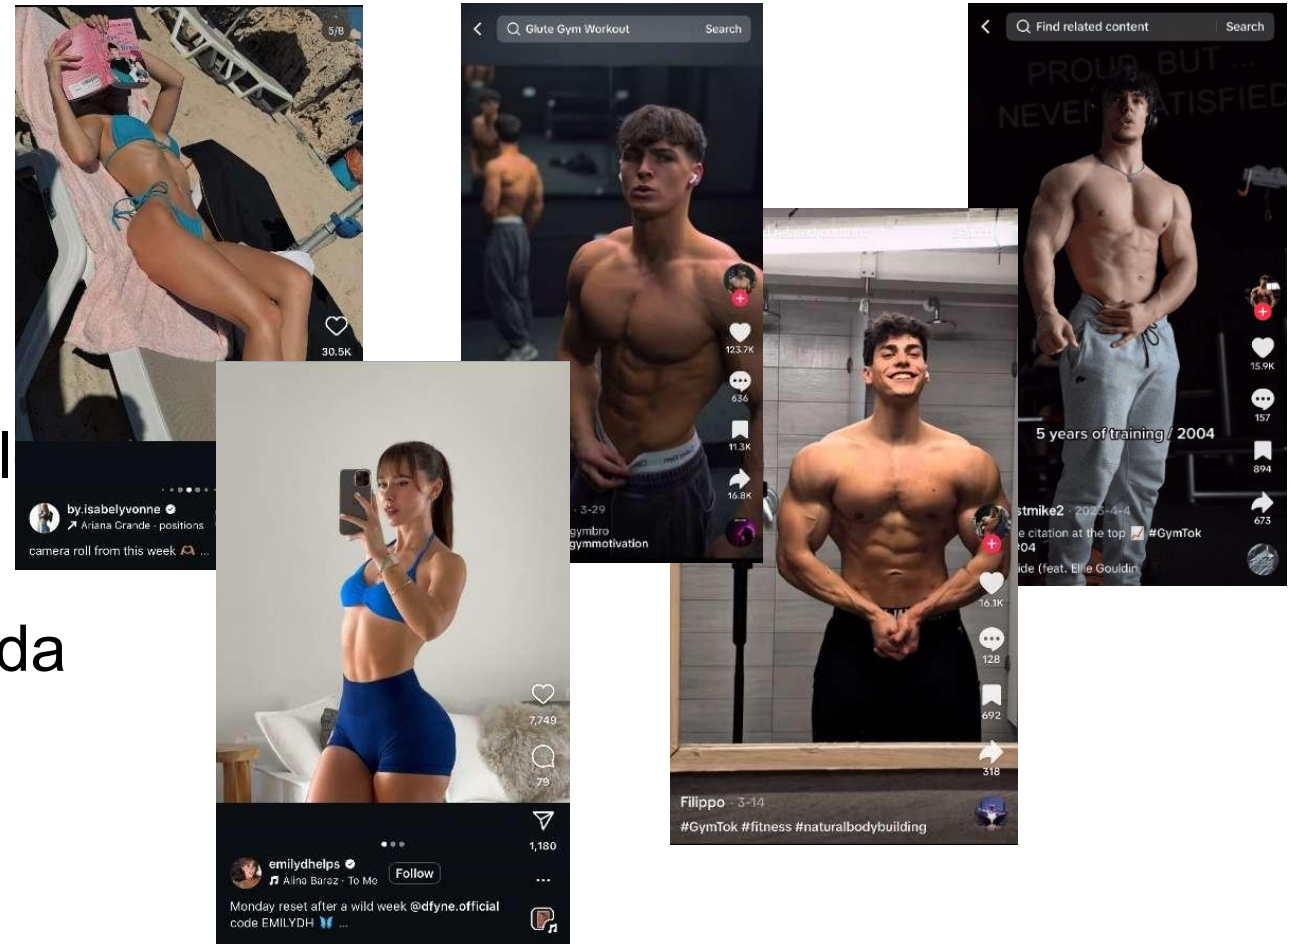 5/8
30.5K
by.isabelyvonne
Ariana Grande · positions
camera roll from this week 🫶🏽 ...
l
da
7,749
79
1,180
emilydhelps
Alina Baraz · To Me
Follow
...
Monday reset after a wild week @dfyne.official
code EMILYDH 🦋 ...
Glute Gym Workout
Search
123.7K
636
11.3K
16.8K
· 3-29
gymbro
gymmotivation
16.1K
128
692
318
Filippo · 3-14
#GymTok #fitness #naturalbodybuilding
Find related content
Search
PROUD, BUT ...
NEVER SATISFIED
15.9K
157
894
673
5 years of training / 2004
stmike2 · 2023-4-4
e citation at the top 📈 #GymTok
04
ide (feat. Ellie Gouldin